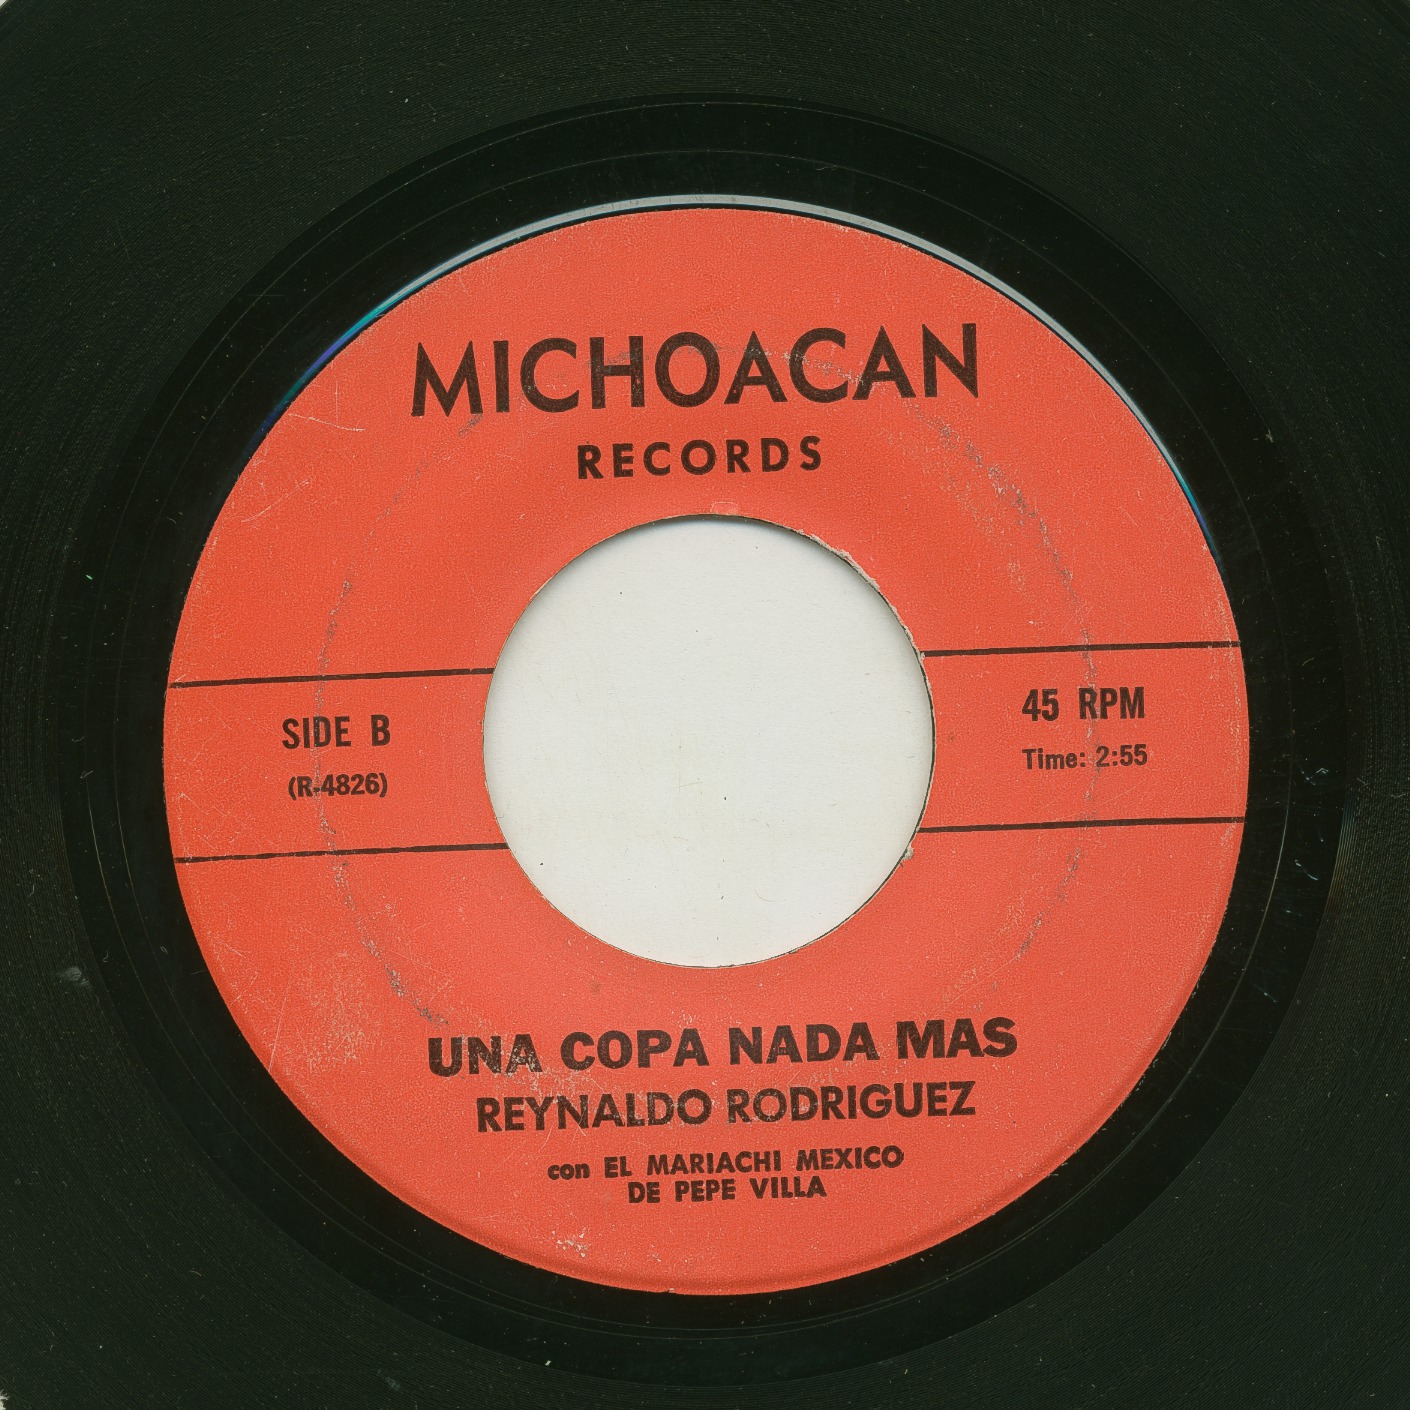 MICHOACAN
RECORDS
SIDE B
(R-4826)
45 RPM
Time: 2:55
UNA COPA NADA MAS
REYNALDO RODRIGUEZ
con EL MARIACHI MEXICO
DE PEPE VILLA